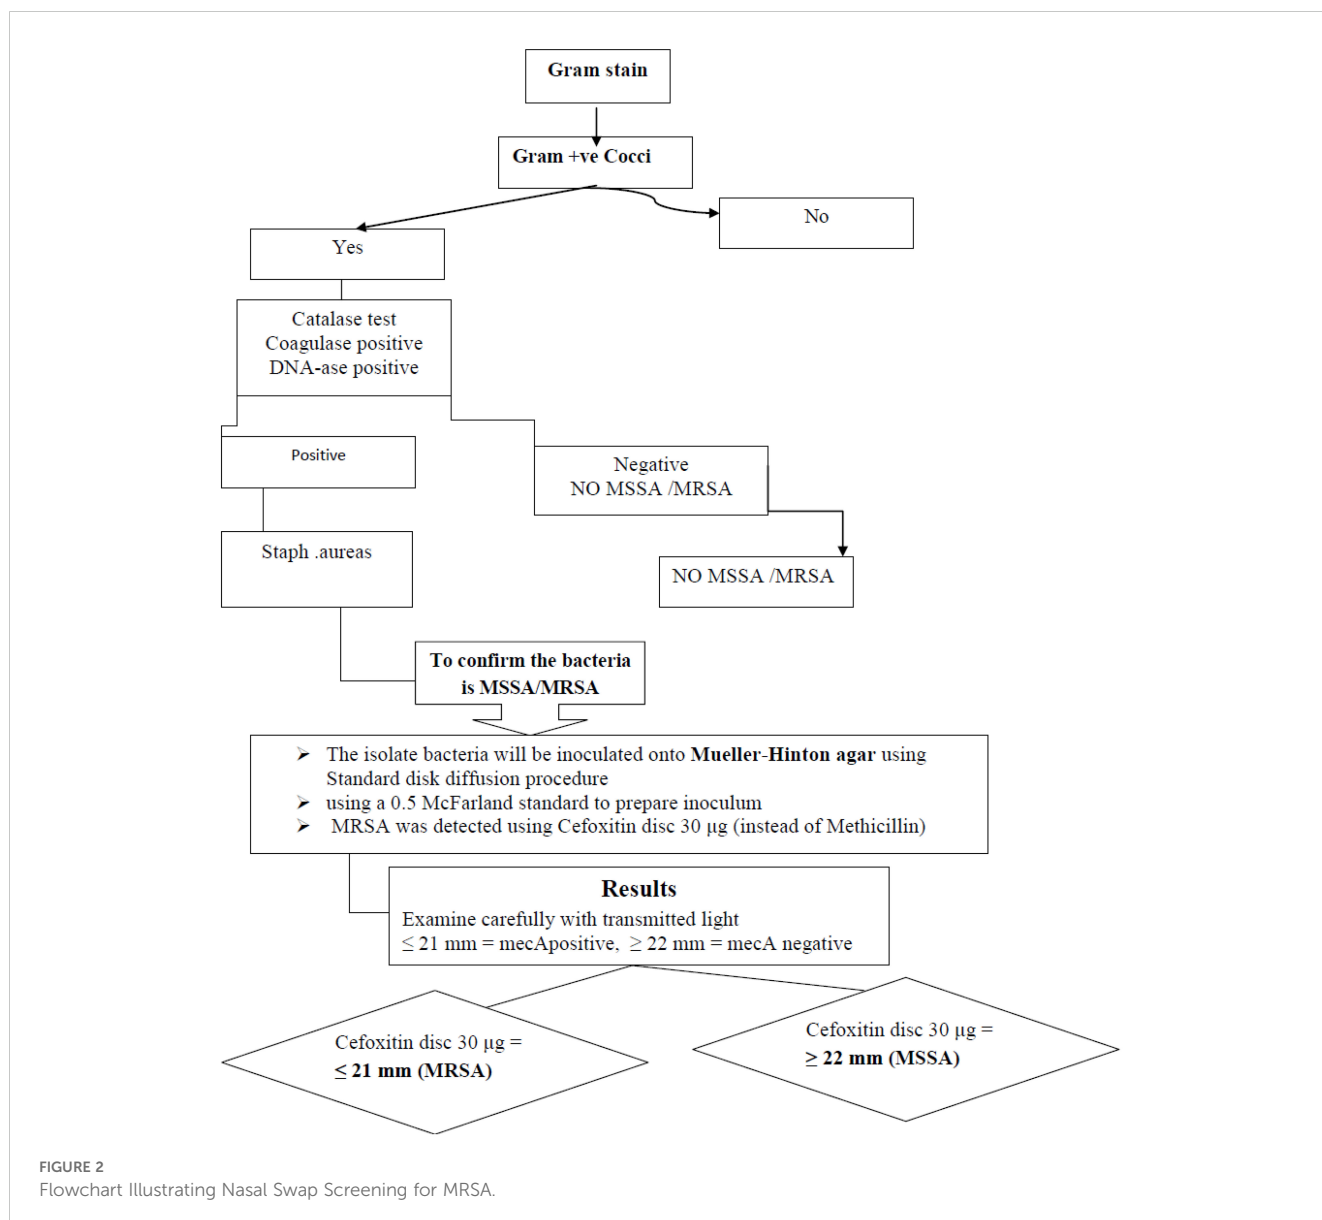 Gram stain
Gram +ve Cocci
No
Yes
Catalase test
Coagulase positive
DNA-ase positive
Positive
Negative
NO MSSA /MRSA
Staph .aureas
NO MSSA /MRSA
To confirm the bacteria
is MSSA/MRSA
➢ The isolate bacteria will be inoculated onto Mueller-Hinton agar using
Standard disk diffusion procedure
➢ using a 0.5 McFarland standard to prepare inoculum
➢ MRSA was detected using Cefoxitin disc 30 µg (instead of Methicillin)
Results
Examine carefully with transmitted light
≤ 21 mm = mecApositive, ≥ 22 mm = mecA negative
Cefoxitin disc 30 µg =
≤ 21 mm (MRSA)
Cefoxitin disc 30 µg =
≥ 22 mm (MSSA)
FIGURE 2
Flowchart Illustrating Nasal Swap Screening for MRSA.